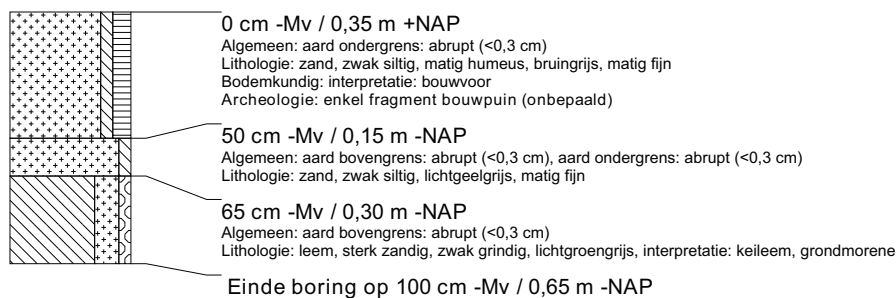 0 cm -Mv / 0,35 m +NAP
Algemeen: aard ondergrens: abrupt (<0,3 cm)
Lithologie: zand, zwak siltig, matig humeus, bruingrijs, matig fijn
Bodemkundig: interpretatie: bouwvoor
Archeologie: enkel fragment bouwpuin (onbepaald)
50 cm -Mv / 0,15 m -NAP
Algemeen: aard bovengrens: abrupt (<0,3 cm), aard ondergrens: abrupt (<0,3 cm)
Lithologie: zand, zwak siltig, lichtgeelgrijs, matig fijn
65 cm -Mv / 0,30 m -NAP
Algemeen: aard bovengrens: abrupt (<0,3 cm)
Lithologie: leem, sterk zandig, zwak grindig, lichtgroengrijs, interpretatie: keileem, grondmorene
Einde boring op 100 cm -Mv / 0,65 m -NAP